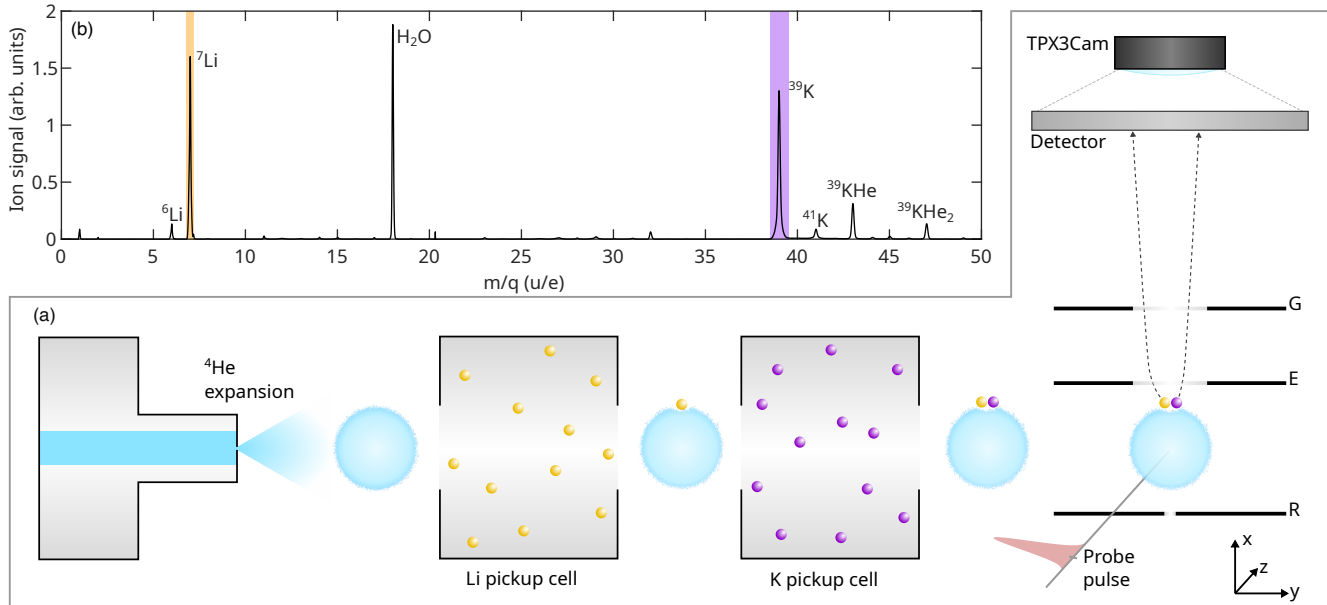 (b)
Ion signal (arb. units)
2
1.5
1
0.5
0
⁶Li
⁷Li
H₂O
³⁹K
⁴¹K
³⁹KHe
³⁹KHe₂
0 5 10 15 20 25 30 35 40 45 50
m/q (u/e)
TPX3Cam
Detector
G
E
R
(a)
⁴He
expansion
Li pickup cell
K pickup cell
Probe
pulse
x
z
y